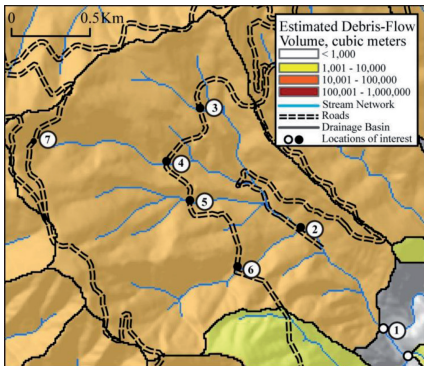 0 0.5Km
Estimated Debris-Flow
Volume, cubic meters
< 1,000
1,001 - 10,000
10,001 - 100,000
100,001 - 1,000,000
Stream Network
Roads
Drainage Basin
Locations of interest
3
7
4
5
2
6
1